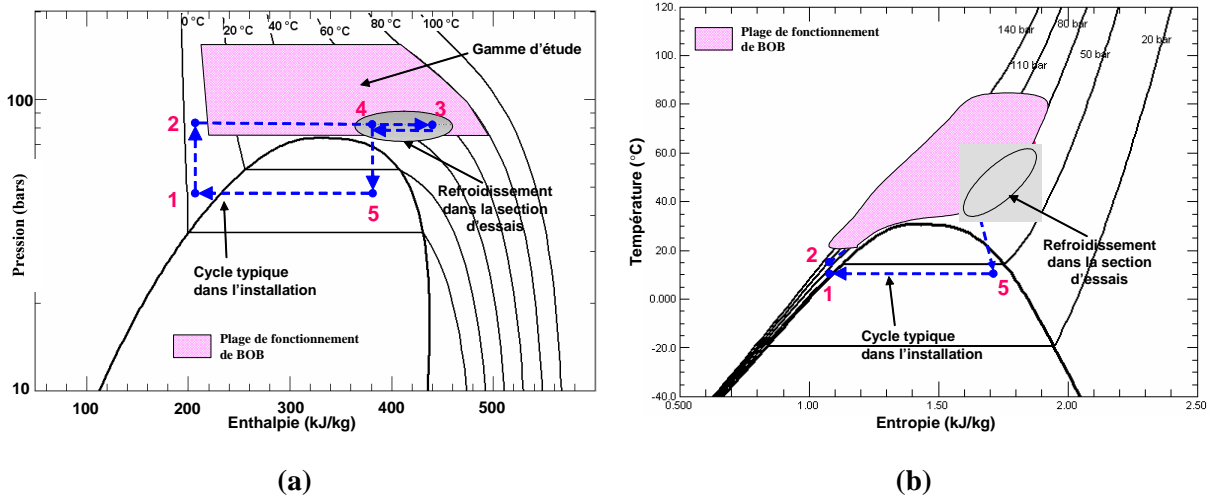 0 °C
20 °C
40 °C
60 °C
80 °C
100 °C
Gamme d'étude
100
10
Pression (bars)
2
4
3
1
5
Refroidissement
dans la section
d'essais
Cycle typique
dans l'installation
Plage de fonctionnement
de BOB
100
200
300
400
500
Enthalpie (kJ/kg)
(a)
120.
100.
80.0
60.0
40.0
20.0
0.000
-20.0
-40.0
Température (°C)
Plage de fonctionnement
de BOB
140 bar
80 bar
110 bar
50 bar
20 bar
2
1
5
Refroidissement
dans la section
d'essais
Cycle typique
dans l'installation
0.500
1.00
1.50
2.00
2.50
Entropie (kJ/kg)
(b)